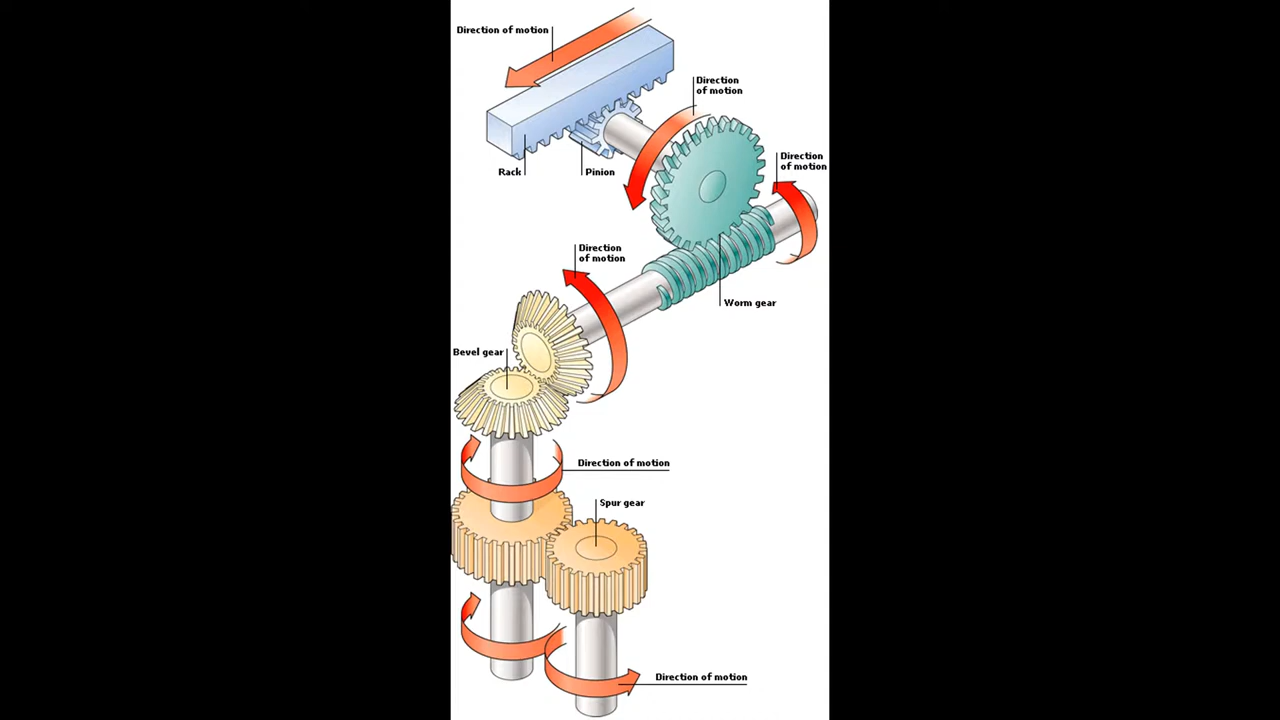 Direction of motion
Direction
of motion
Direction
of motion
Rack
Pinion
Direction
of motion
Worm gear
Bevel gear
Direction of motion
Spur gear
Direction of motion